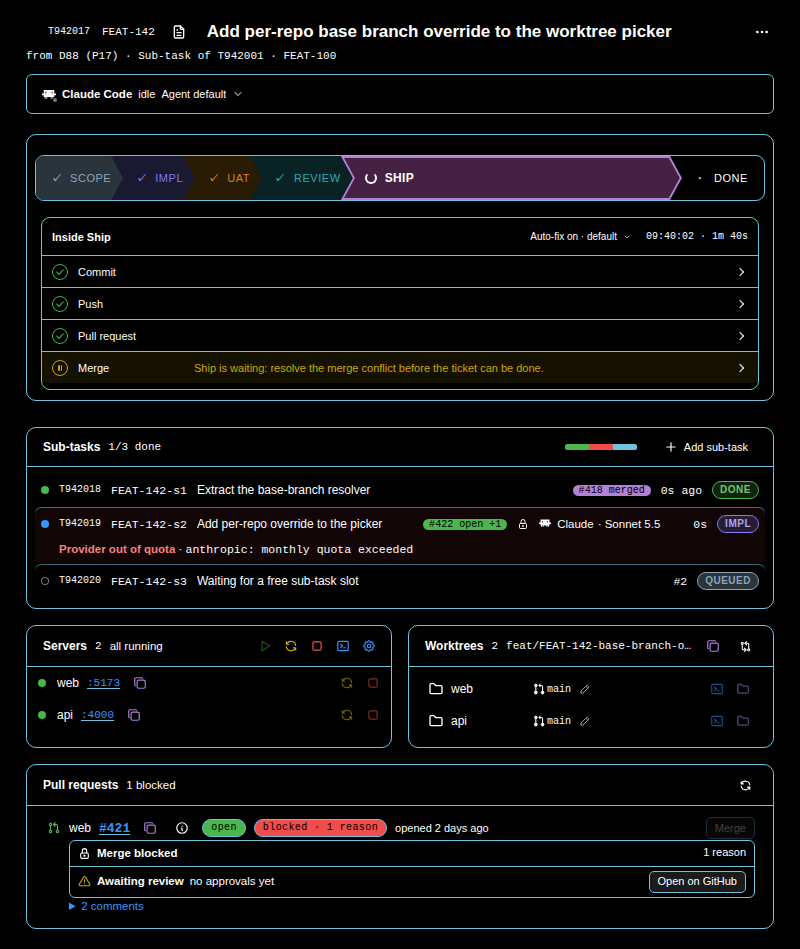 T942017 FEAT-142 Add per-repo base branch override to the worktree picker
from D88 (P17) · Sub-task of T942001 · FEAT-100
Claude Code idle Agent default
SCOPE IMPL UAT REVIEW SHIP · DONE
Inside Ship Auto-fix on · default 09:40:02 · 1m 40s
Commit
Push
Pull request
Merge Ship is waiting: resolve the merge conflict before the ticket can be done.
Sub-tasks 1/3 done Add sub-task
T942018 FEAT-142-s1 Extract the base-branch resolver #418 merged 0s ago DONE
T942019 FEAT-142-s2 Add per-repo override to the picker #422 open +1 Claude · Sonnet 5.5 0s IMPL
Provider out of quota · anthropic: monthly quota exceeded
T942020 FEAT-142-s3 Waiting for a free sub-task slot #2 QUEUED
Servers 2 all running
web :5173
api :4000
Worktrees 2 feat/FEAT-142-base-branch-o…
web main
api main
Pull requests 1 blocked
web #421 open blocked · 1 reason opened 2 days ago Merge
Merge blocked 1 reason
Awaiting review no approvals yet Open on GitHub
2 comments